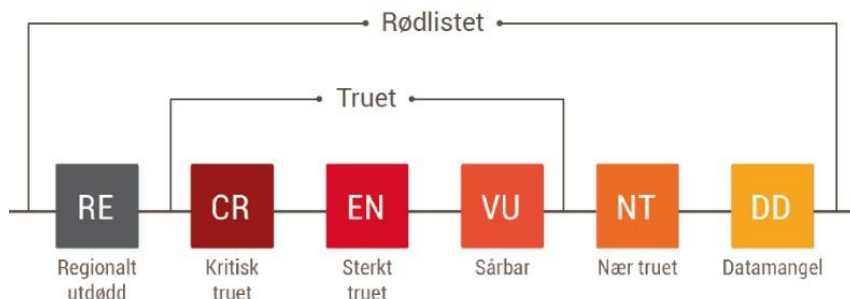 Rødlistet
Truet
RE
CR
EN
VU
NT
DD
Regionalt
utdødd
Kritisk
truet
Sterkt
truet
Sårbar
Nær truet
Datamangel